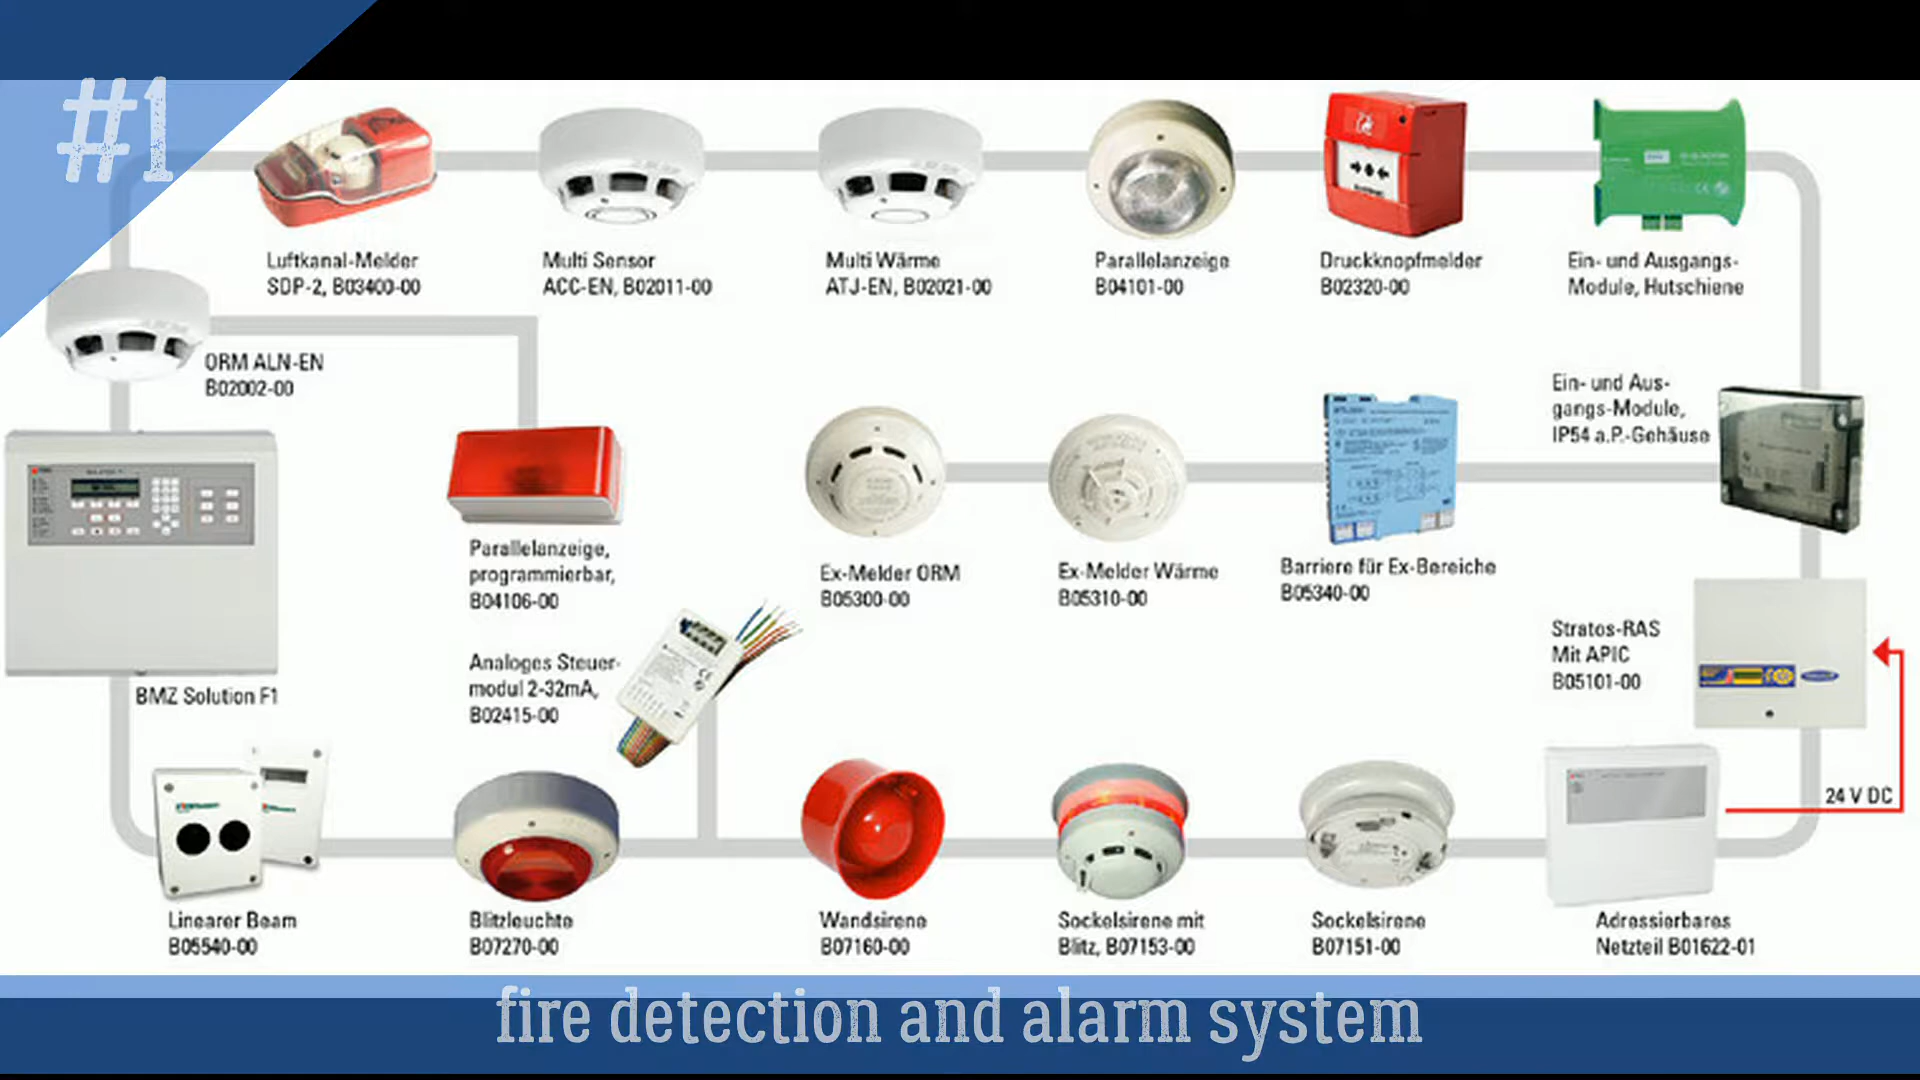 #1
Luftkanal-Melder
SDP-2, B03400-00
Multi Sensor
ACC-EN, B02011-00
Multi Wärme
ATJ-EN, B02021-00
Parallelanzeige
B04101-00
Druckknopfmelder
B02320-00
Ein- und Ausgangs-
Module, Hutschiene
ORM ALN-EN
B02002-00
Ein- und Aus-
gangs-Module,
IP54 a.P.-Gehäuse
Parallelanzeige,
programmierbar,
B04106-00
Ex-Melder ORM
B05300-00
Ex-Melder Wärme
B05310-00
Barriere für Ex-Bereiche
B05340-00
Stratos-RAS
Mit APIC
B05101-00
Analoges Steuer-
modul 2-32mA,
B02415-00
BMZ Solution F1
24 V DC
Linearer Beam
B05540-00
Blitzleuchte
B07270-00
Wandsirene
B07160-00
Sockelsirene mit
Blitz, B07153-00
Sockelsirene
B07151-00
Adressierbares
Netzteil B01622-01
fire detection and alarm system